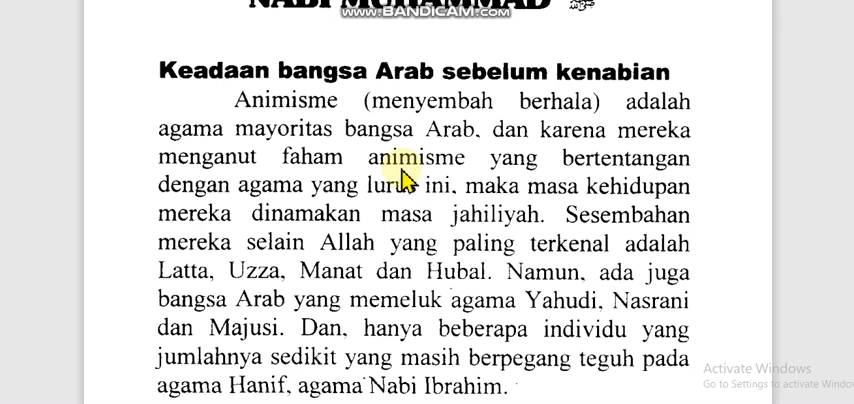 NABI MUHAMMAD
www.BANDICAM.com
Keadaan bangsa Arab sebelum kenabian
Animisme (menyembah berhala) adalah
agama mayoritas bangsa Arab, dan karena mereka
menganut faham animisme yang bertentangan
dengan agama yang lurus ini, maka masa kehidupan
mereka dinamakan masa jahiliyah. Sesembahan
mereka selain Allah yang paling terkenal adalah
Latta, Uzza, Manat dan Hubal. Namun, ada juga
bangsa Arab yang memeluk agama Yahudi, Nasrani
dan Majusi. Dan, hanya beberapa individu yang
jumlahnya sedikit yang masih berpegang teguh pada
agama Hanif, agama Nabi Ibrahim.
Activate Windows
Go to Settings to activate Windo